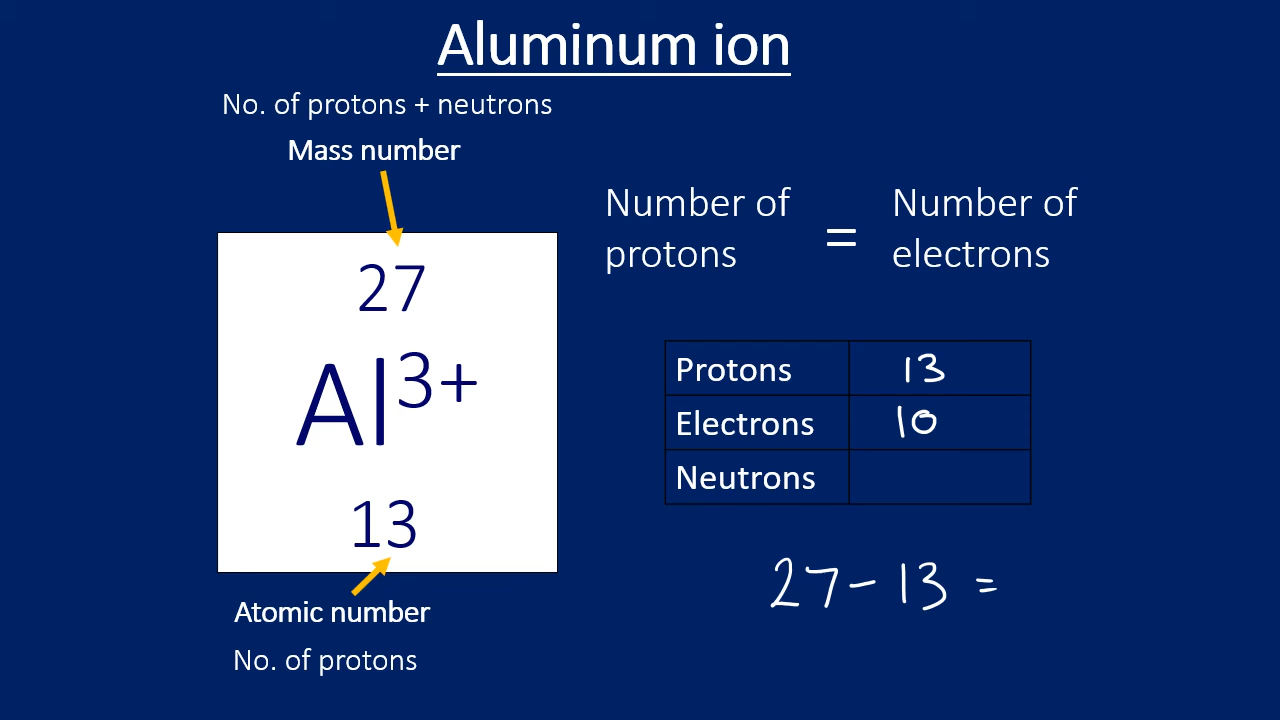 Aluminum ion
No. of protons + neutrons
Mass number
27
Al³⁺
13
Atomic number
No. of protons
Number of
protons
=
Number of
electrons
Protons 13
Electrons 10
Neutrons
27 - 13 =